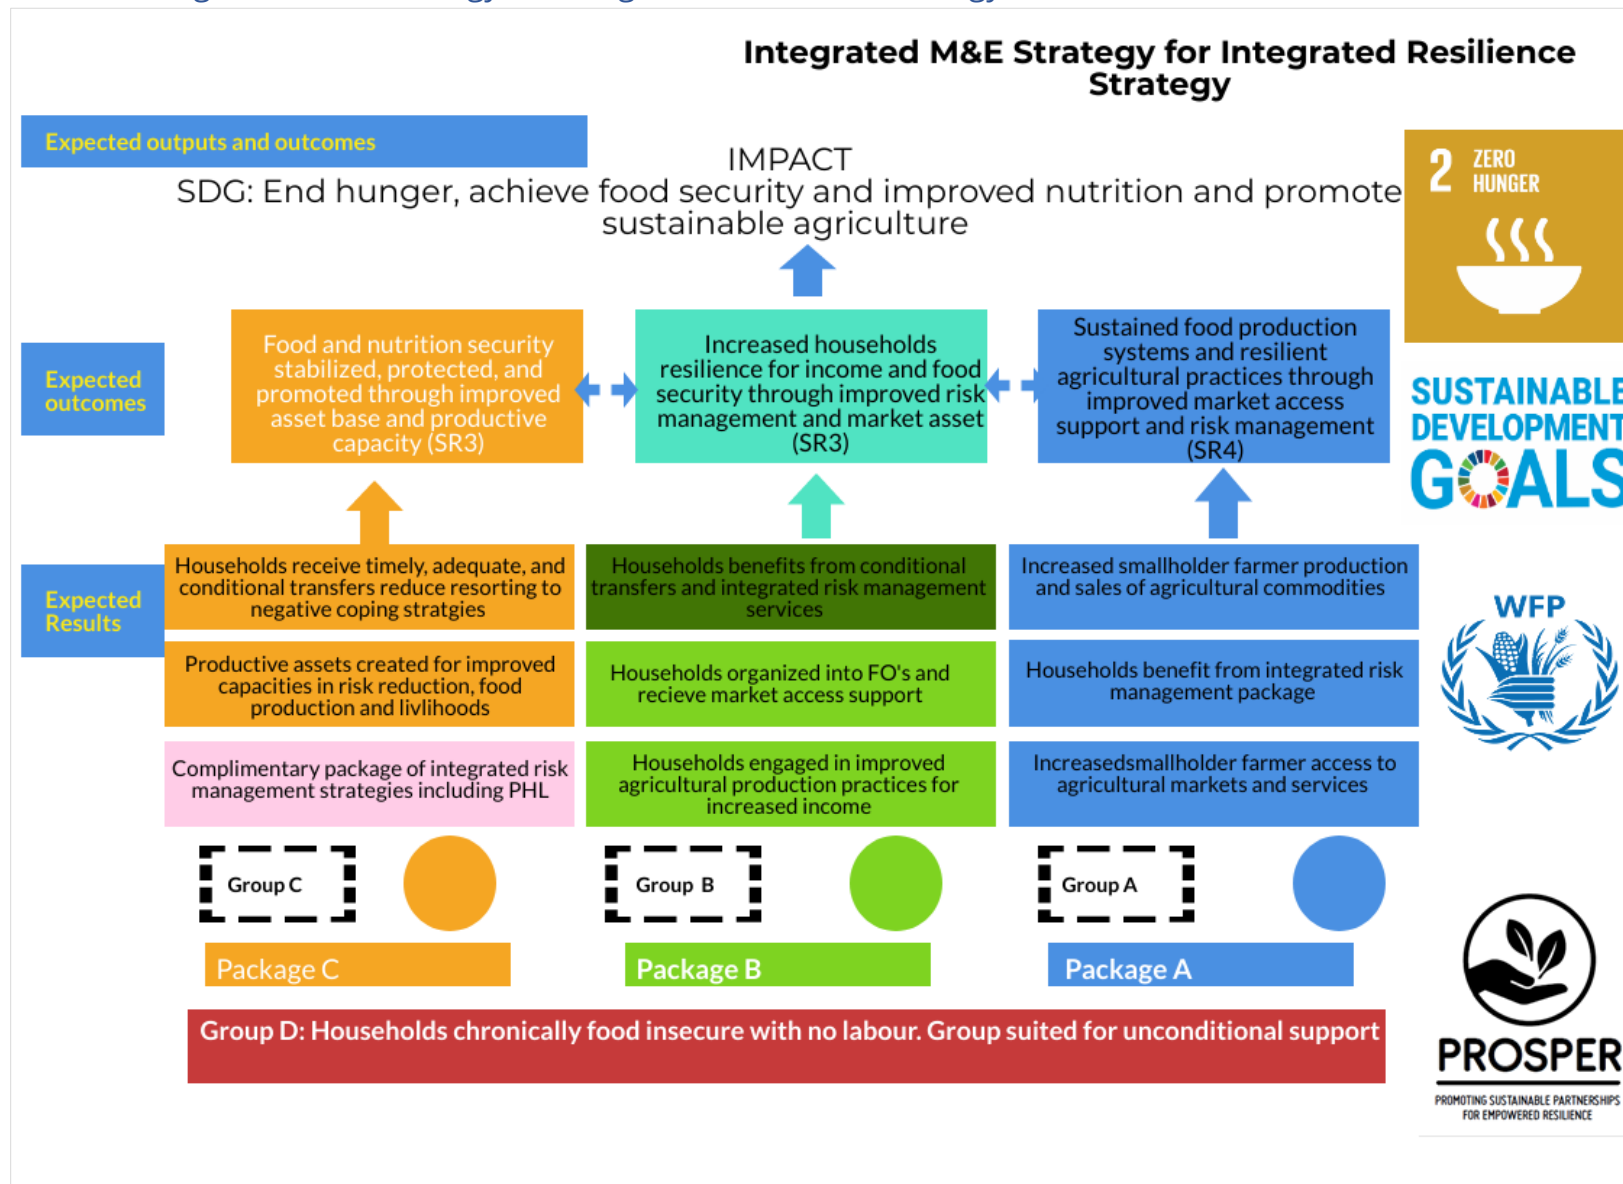 Integrated M&E Strategy for Integrated Resilience
Strategy
Expected outputs and outcomes
IMPACT
SDG: End hunger, achieve food security and improved nutrition and promote
sustainable agriculture
2 ZERO
HUNGER
Expected
outcomes
Food and nutrition security
stabilized, protected, and
promoted through improved
asset base and productive
capacity (SR3)
Increased households
resilience for income and food
security through improved risk
management and market asset
(SR3)
Sustained food production
systems and resilient
agricultural practices through
improved market access
support and risk management
(SR4)
SUSTAINABLE
DEVELOPMENT
GOALS
Expected
Results
Households receive timely, adequate, and
conditional transfers reduce resorting to
negative coping stratgies
Households benefits from conditional
transfers and integrated risk management
services
Increased smallholder farmer production
and sales of agricultural commodities
WFP
Productive assets created for improved
capacities in risk reduction, food
production and livlihoods
Households organized into FO's and
recieve market access support
Households benefit from integrated risk
management package
Complimentary package of integrated risk
management strategies including PHL
Households engaged in improved
agricultural production practices for
increased income
Increasedsmallholder farmer access to
agricultural markets and services
Group C
Group B
Group A
Package C
Package B
Package A
Group D: Households chronically food insecure with no labour. Group suited for unconditional support
PROSPER
PROMOTING SUSTAINABLE PARTNERSHIPS
FOR EMPOWERED RESILIENCE